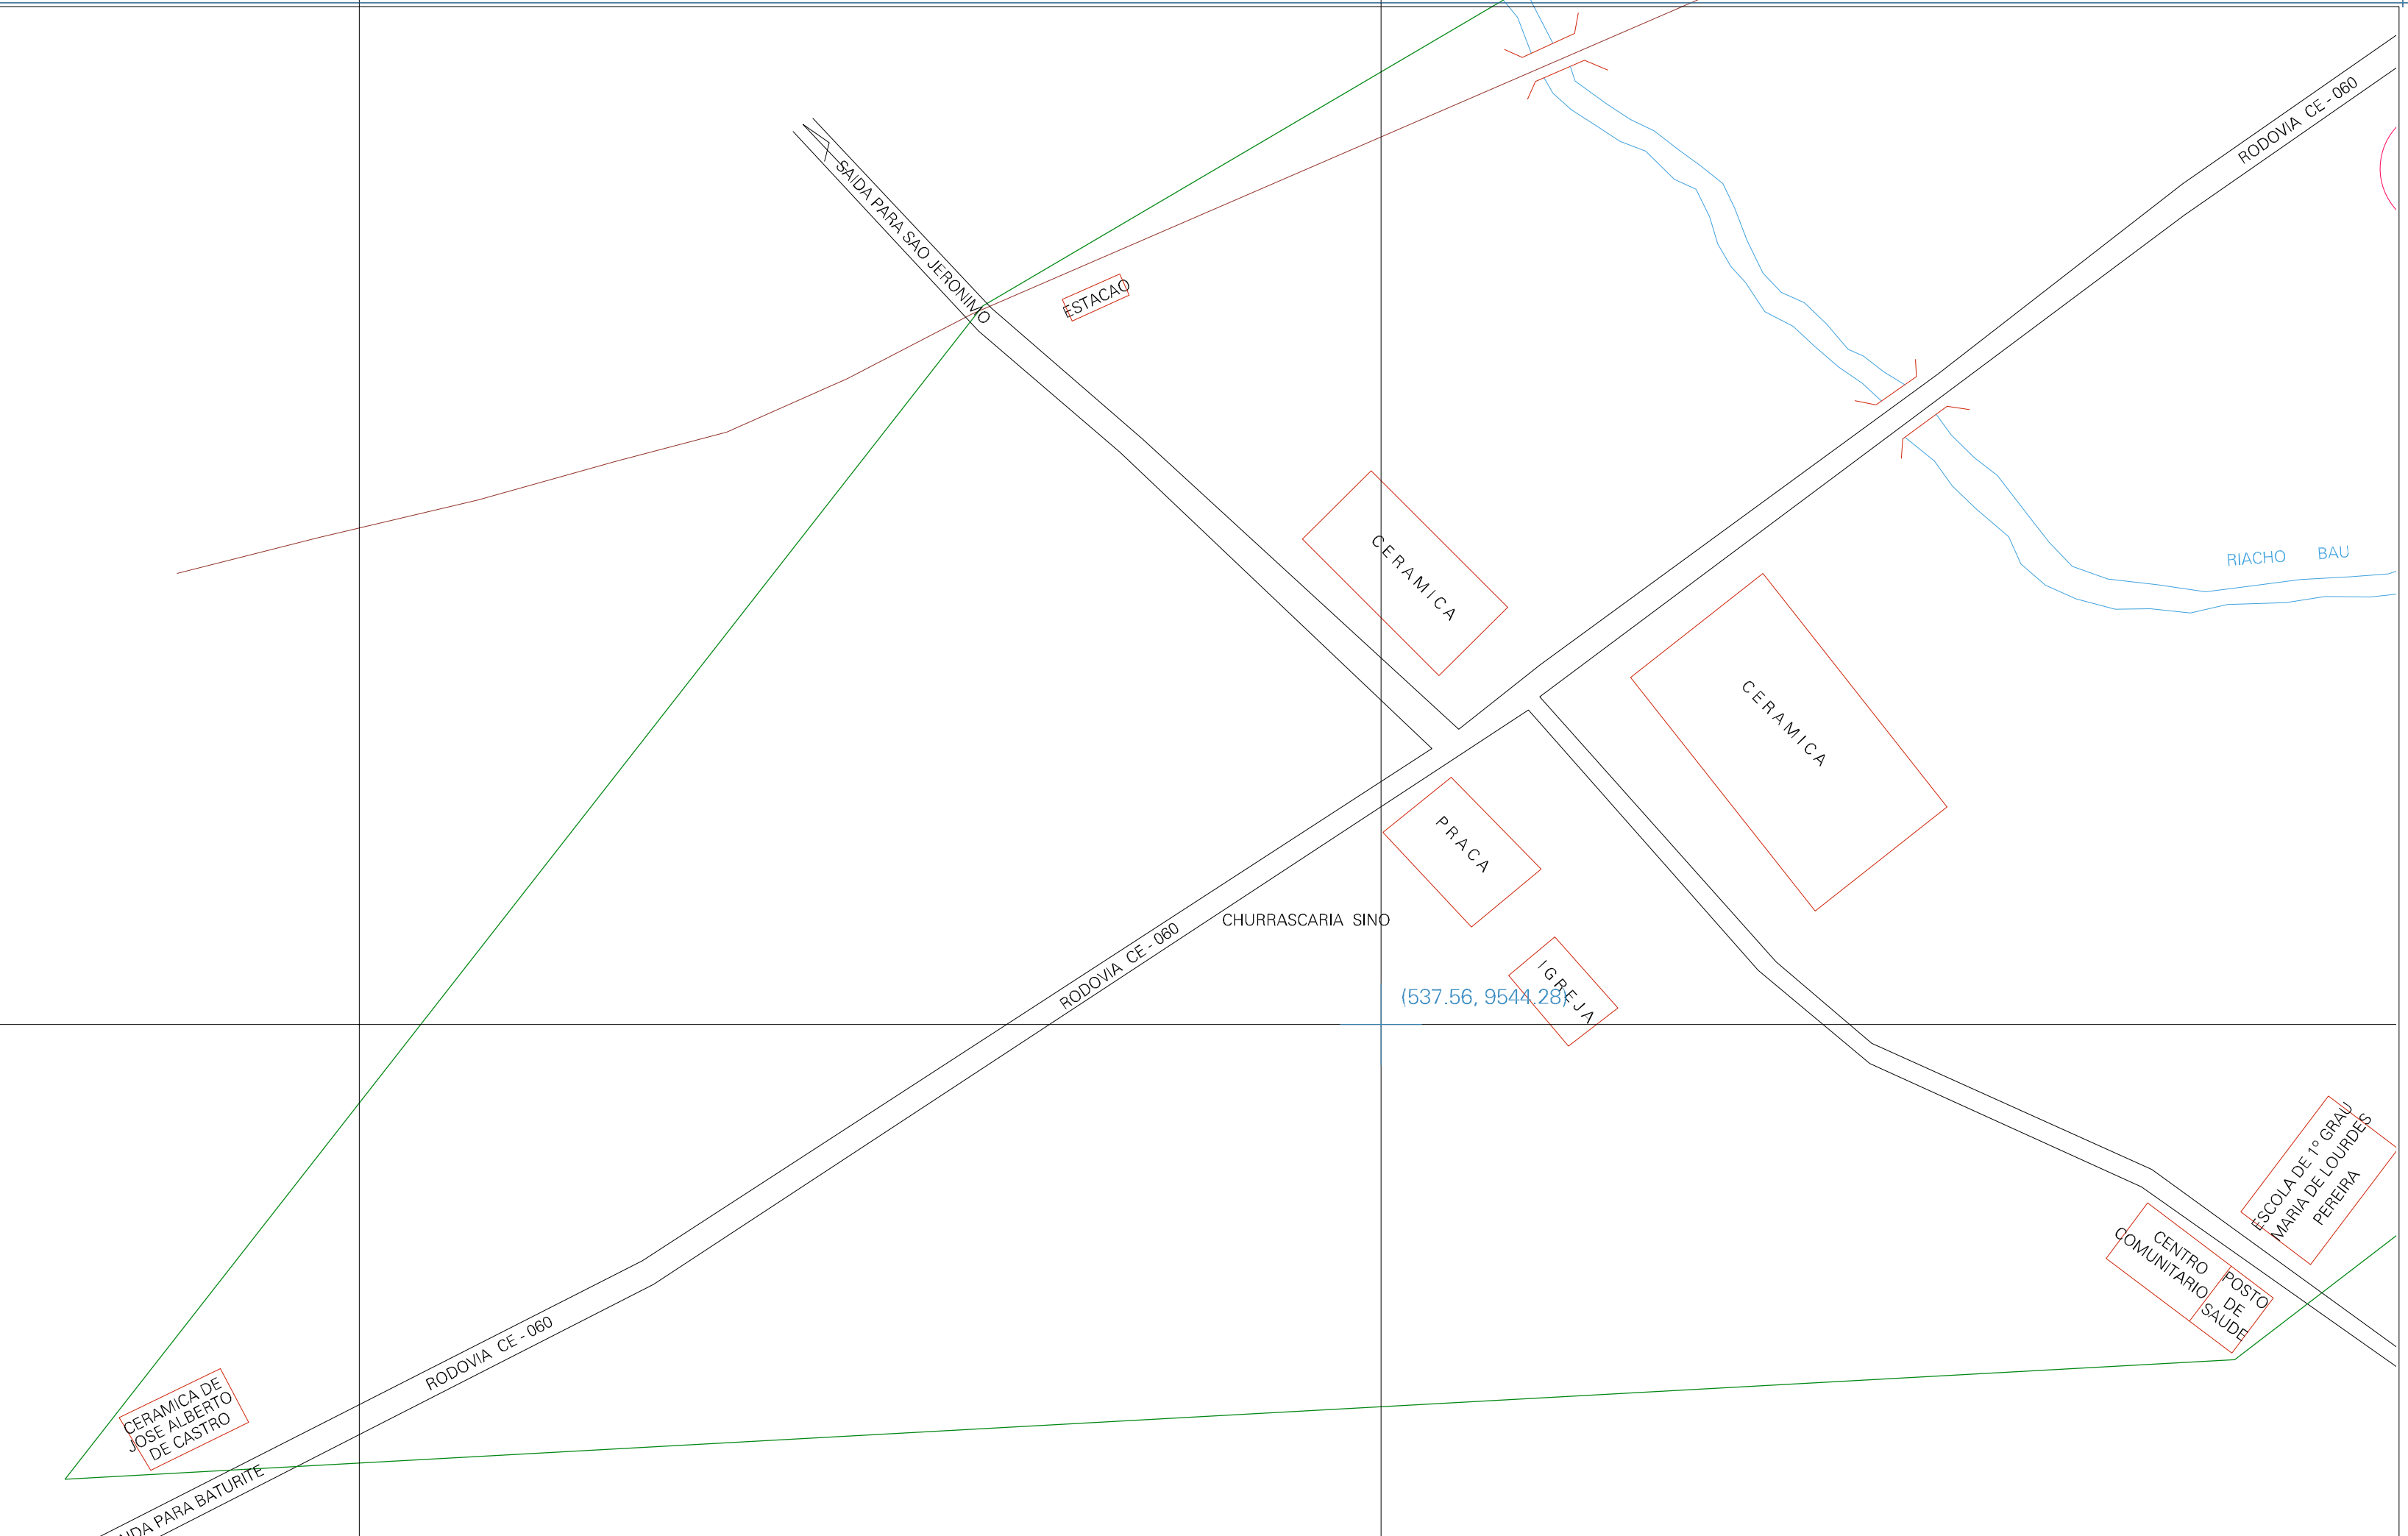 RODOVIA CE - 060
SAIDA PARA SAO JERONIMO
ESTACAO
CERAMICA
RIACHO BAU
CERAMICA
PRACA
CHURRASCARIA SINO
RODOVIA CE - 060
IGREJA
(537.56, 9544.28)
ESCOLA DE 1º GRAU
MARIA DE LOURDES
PEREIRA
CENTRO
COMUNITARIO
POSTO
DE
SAUDE
RODOVIA CE - 060
CERAMICA DE
JOSE ALBERTO
DE CASTRO
PARA BATURITE